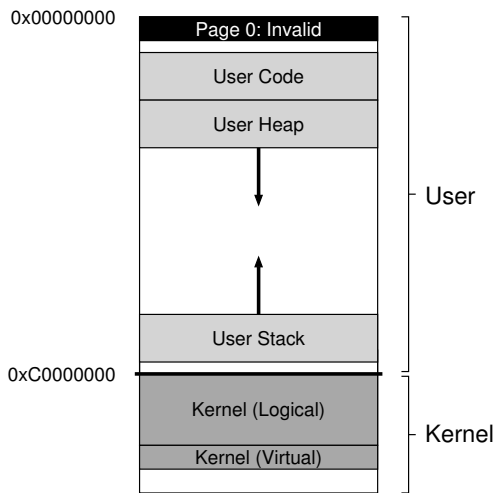 0x00000000
Page 0: Invalid
User Code
User Heap
User
User Stack
0xC0000000
Kernel (Logical)
Kernel
Kernel (Virtual)